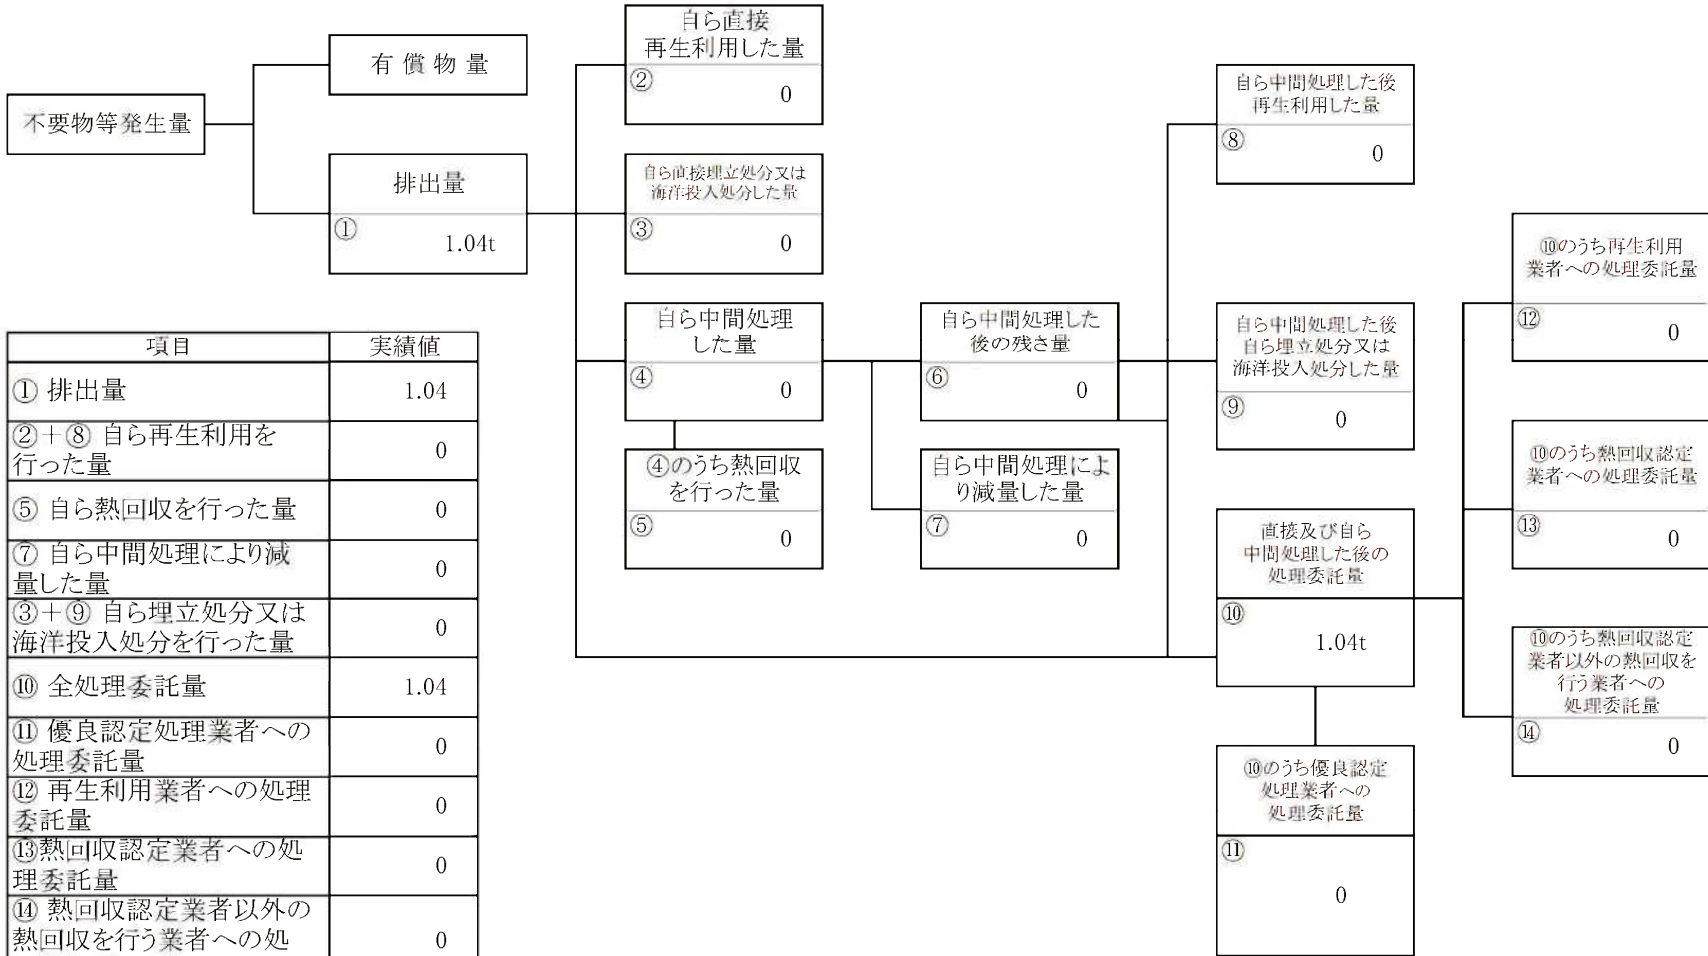 自ら直接
再生利用した量
②
0
有償物量
不要物等発生量
排出量
①
1.04t
自ら直接埋立処分又は
海洋投入処分した量
③
0
自ら中間処理
した量
④
0
④のうち熱回収
を行った量
⑤
0
自ら中間処理した
後の残さ量
⑥
0
自ら中間処理によ
り減量した量
⑦
0
自ら中間処理した後
再生利用した量
⑧
0
自ら中間処理した後
自ら埋立処分又は
海洋投入処分した量
⑨
0
直接及び自ら
中間処理した後の
処理委託量
⑩
1.04t
⑩のうち優良認定
処理業者への
処理委託量
⑪
0
⑩のうち再生利用
業者への処理委託量
⑫
0
⑩のうち熱回収認定
業者への処理委託量
⑬
0
⑩のうち熱回収認定
業者以外の熱回収を
行う業者への
処理委託量
⑭
0
項目 実績値
① 排出量 1.04
②+⑧ 自ら再生利用を
行った量 0
⑤ 自ら熱回収を行った量 0
⑦ 自ら中間処理により減
量した量 0
③+⑨ 自ら埋立処分又は
海洋投入処分を行った量 0
⑩ 全処理委託量 1.04
⑪ 優良認定処理業者への
処理委託量 0
⑫ 再生利用業者への処理
委託量 0
⑬熱回収認定業者への処
理委託量 0
⑭ 熱回収認定業者以外の
熱回収を行う業者への処 0